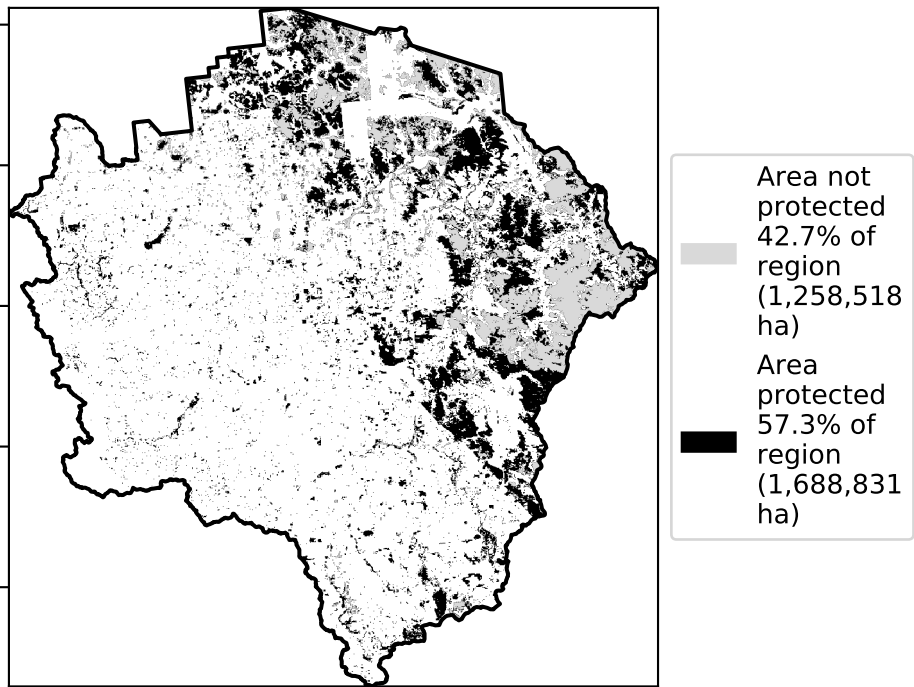 Area not
protected
42.7% of
region
(1,258,518
ha)
Area
protected
57.3% of
region
(1,688,831
ha)